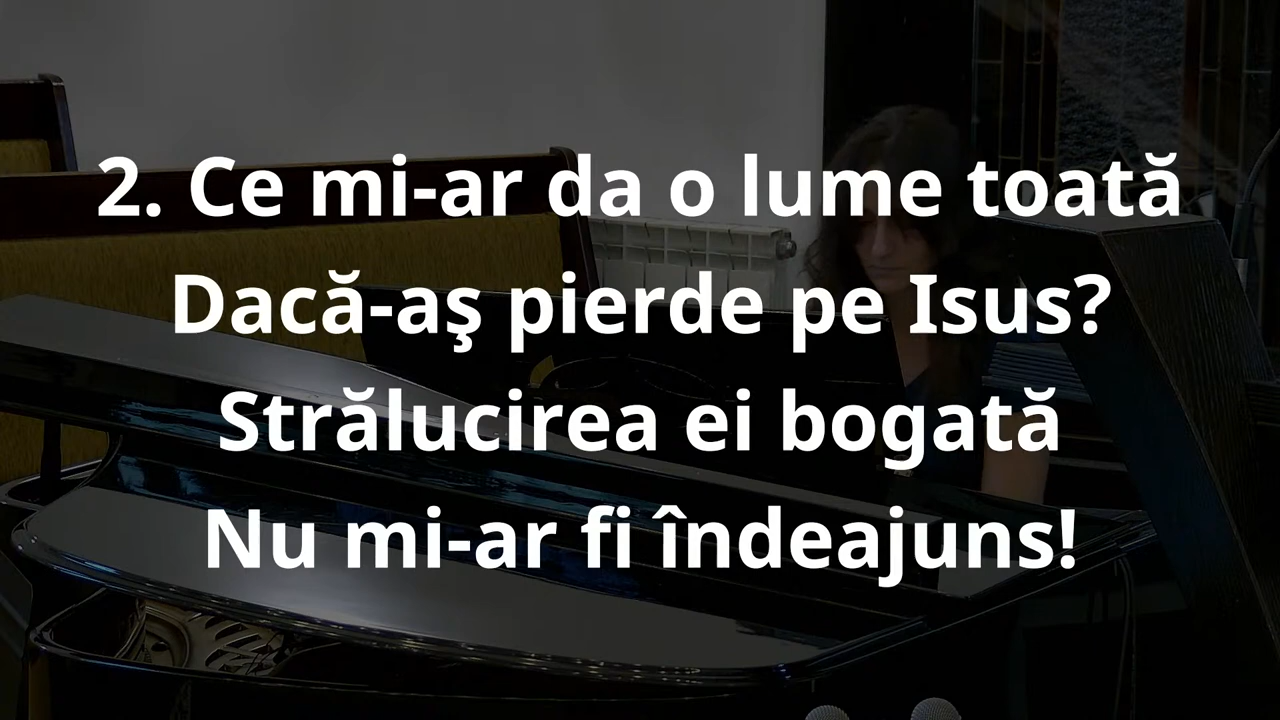 2. Ce mi-ar da o lume toată
Dacă-aş pierde pe Isus?
Strălucirea ei bogată
Nu mi-ar fi îndeajuns!